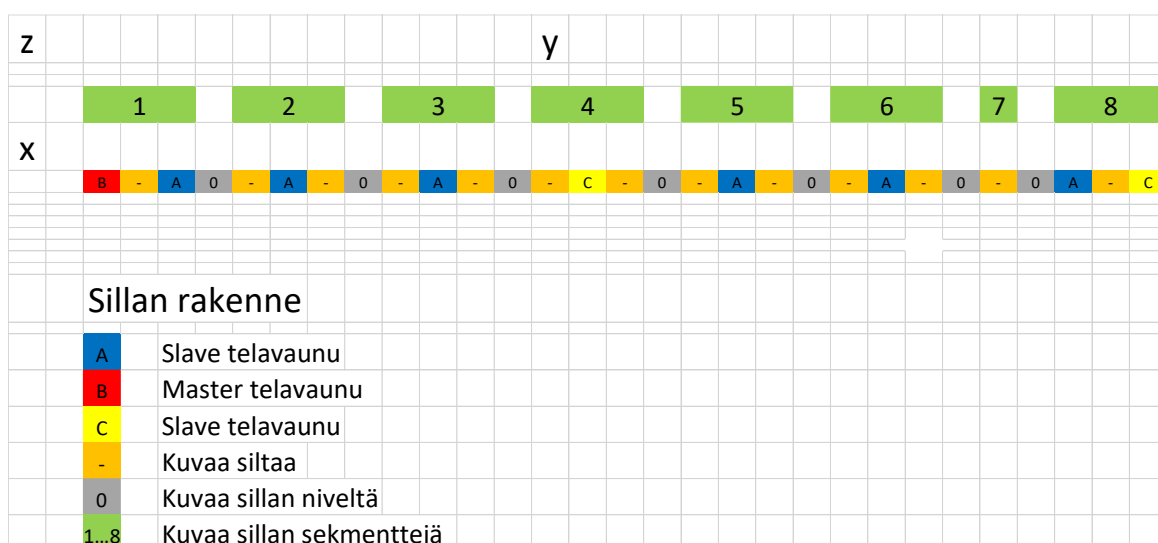 z y
1 2 3 4 5 6 7 8
x
B - A 0 - A - 0 - A - 0 - C - 0 - A - 0 - A - 0 - 0 A - C
Sillan rakenne
A Slave telavaunu
B Master telavaunu
C Slave telavaunu
- Kuvaa siltaa
0 Kuvaa sillan niveltä
1...8 Kuvaa sillan sekmenttejä